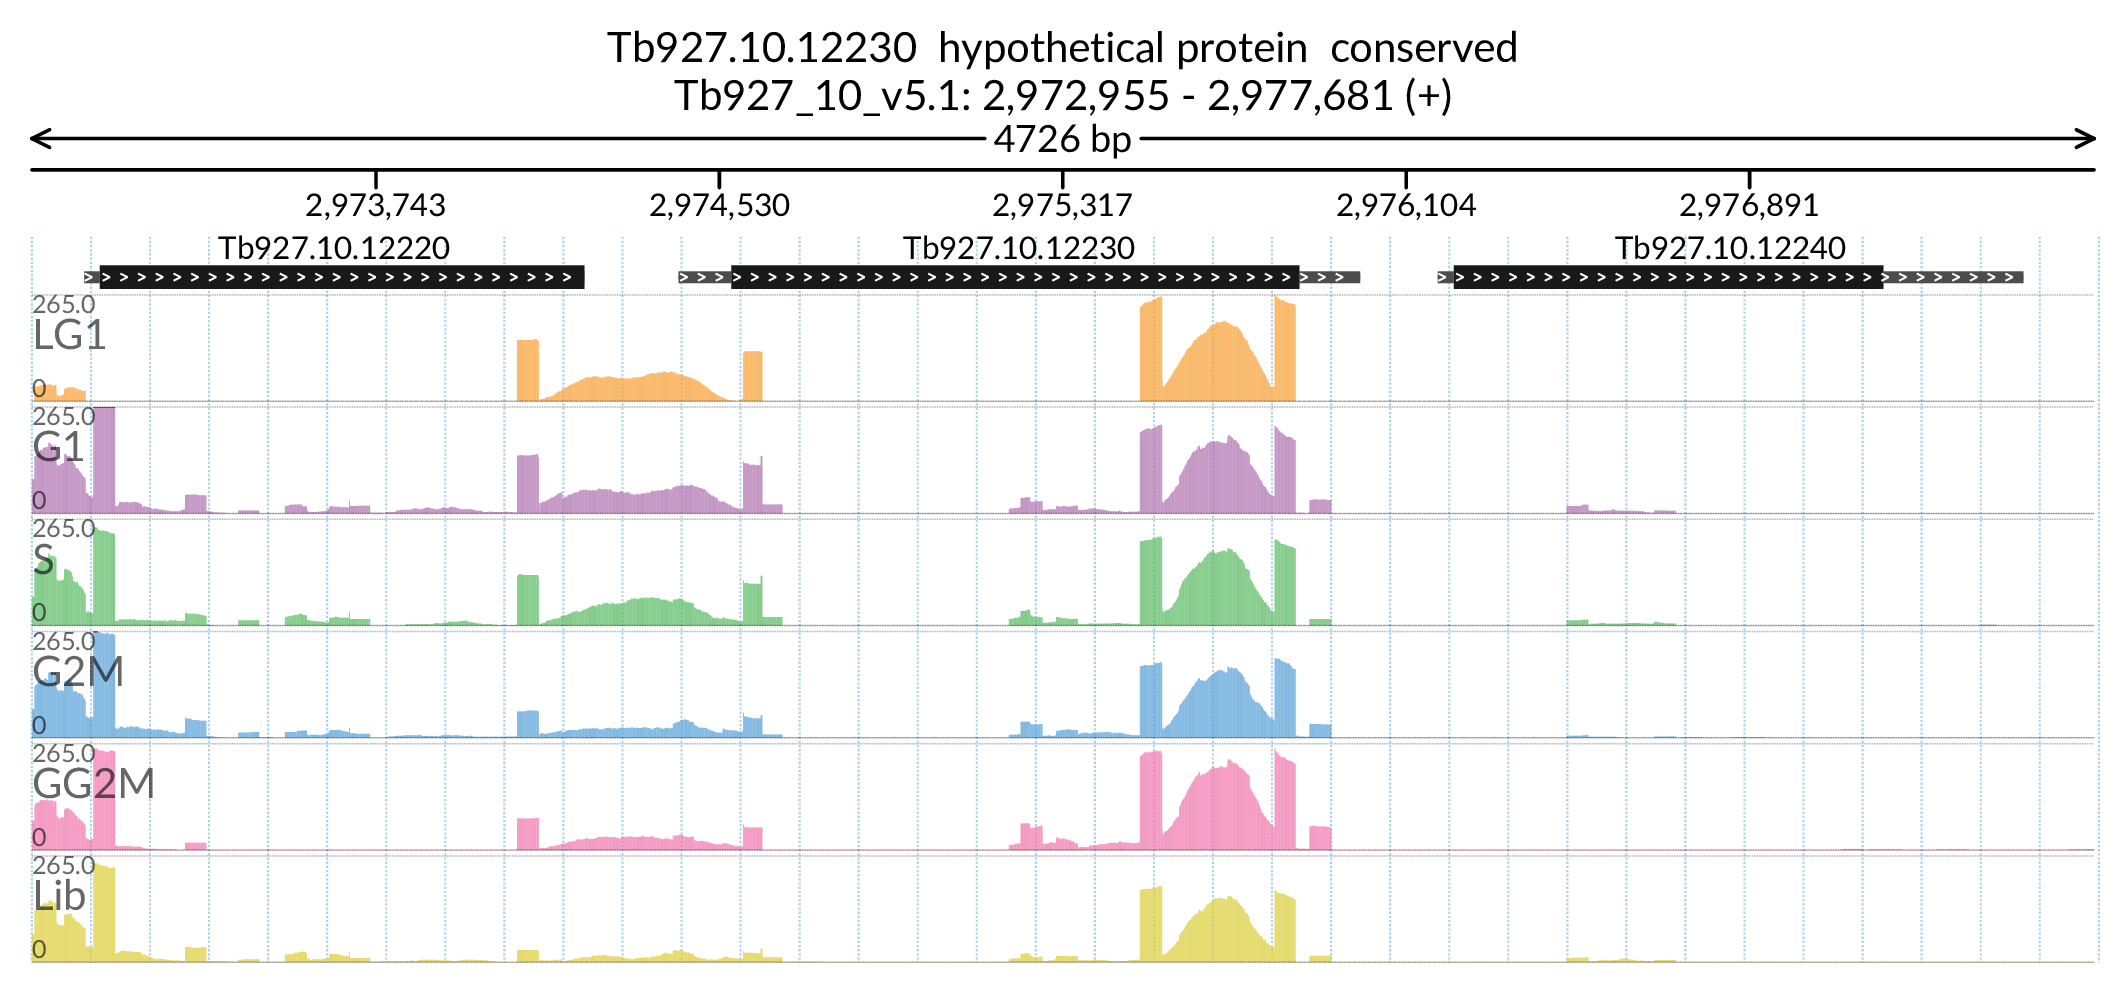 Tb927.10.12230 hypothetical protein conserved
Tb927_10_v5.1: 2,972,955 - 2,977,681 (+)
4726 bp
2,973,743 2,974,530 2,975,317 2,976,104 2,976,891
Tb927.10.12220 Tb927.10.12230 Tb927.10.12240
265.0
LG1
0
265.0
G1
0
265.0
S
0
265.0
G2M
0
265.0
GG2M
0
265.0
Lib
0